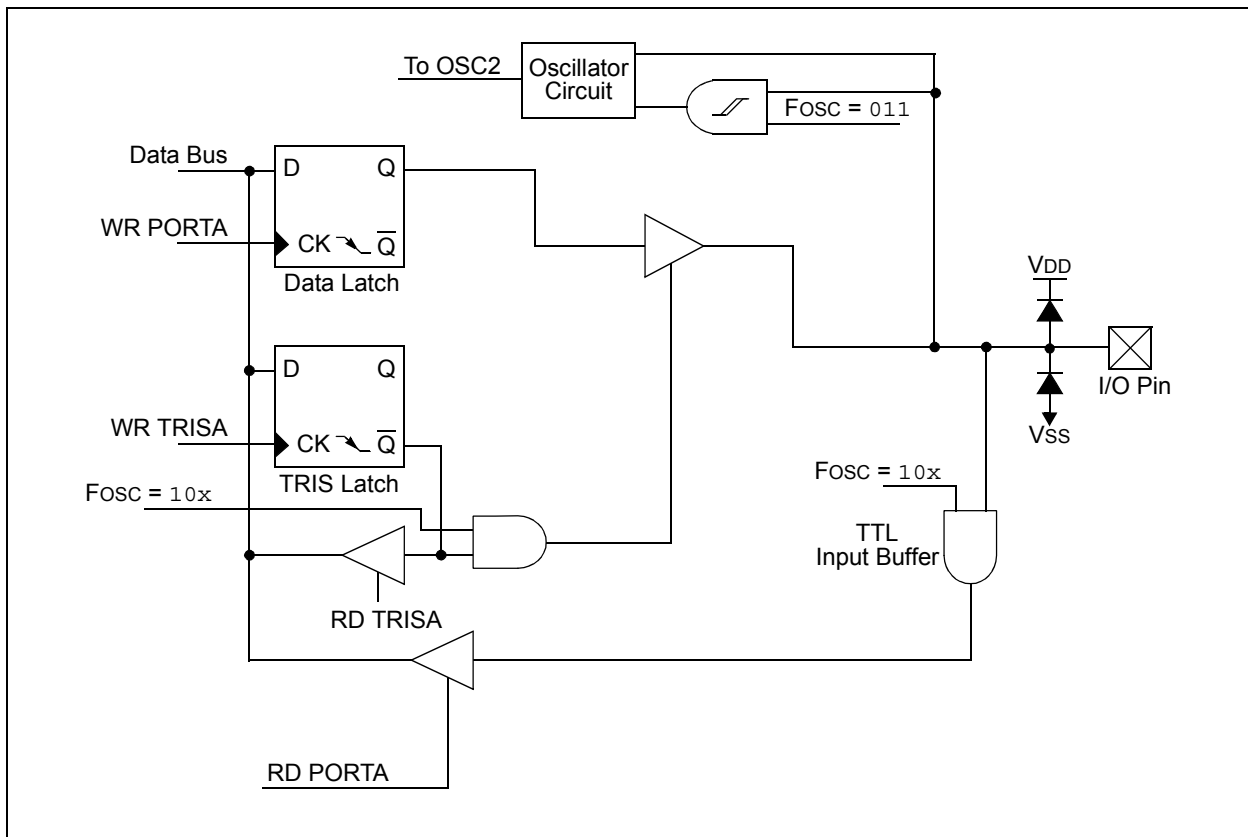 To OSC2
Oscillator
Circuit
FOSC = 011
Data Bus
D
Q
WR PORTA
CK
Q̅
Data Latch
VDD
I/O Pin
VSS
D
Q
WR TRISA
CK
Q̅
TRIS Latch
FOSC = 10x
FOSC = 10x
TTL
Input Buffer
RD TRISA
RD PORTA